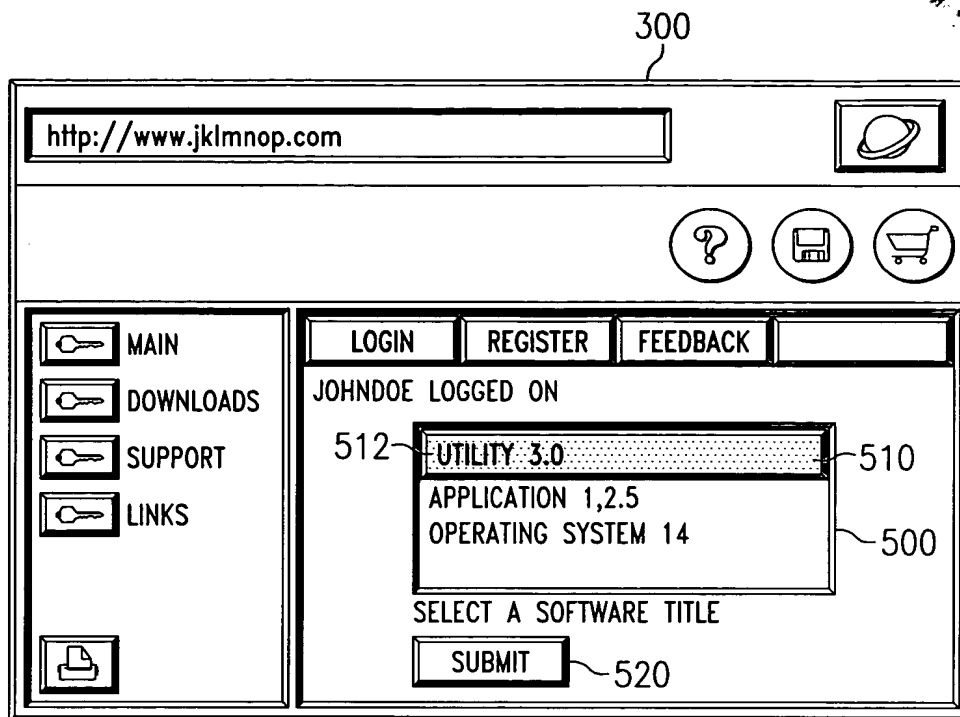 300
http://www.jklmnop.com
?
MAIN
DOWNLOADS
SUPPORT
LINKS
LOGIN REGISTER FEEDBACK
JOHNDOE LOGGED ON
512 UTILITY 3.0 510
APPLICATION 1,2.5
OPERATING SYSTEM 14
500
SELECT A SOFTWARE TITLE
SUBMIT 520